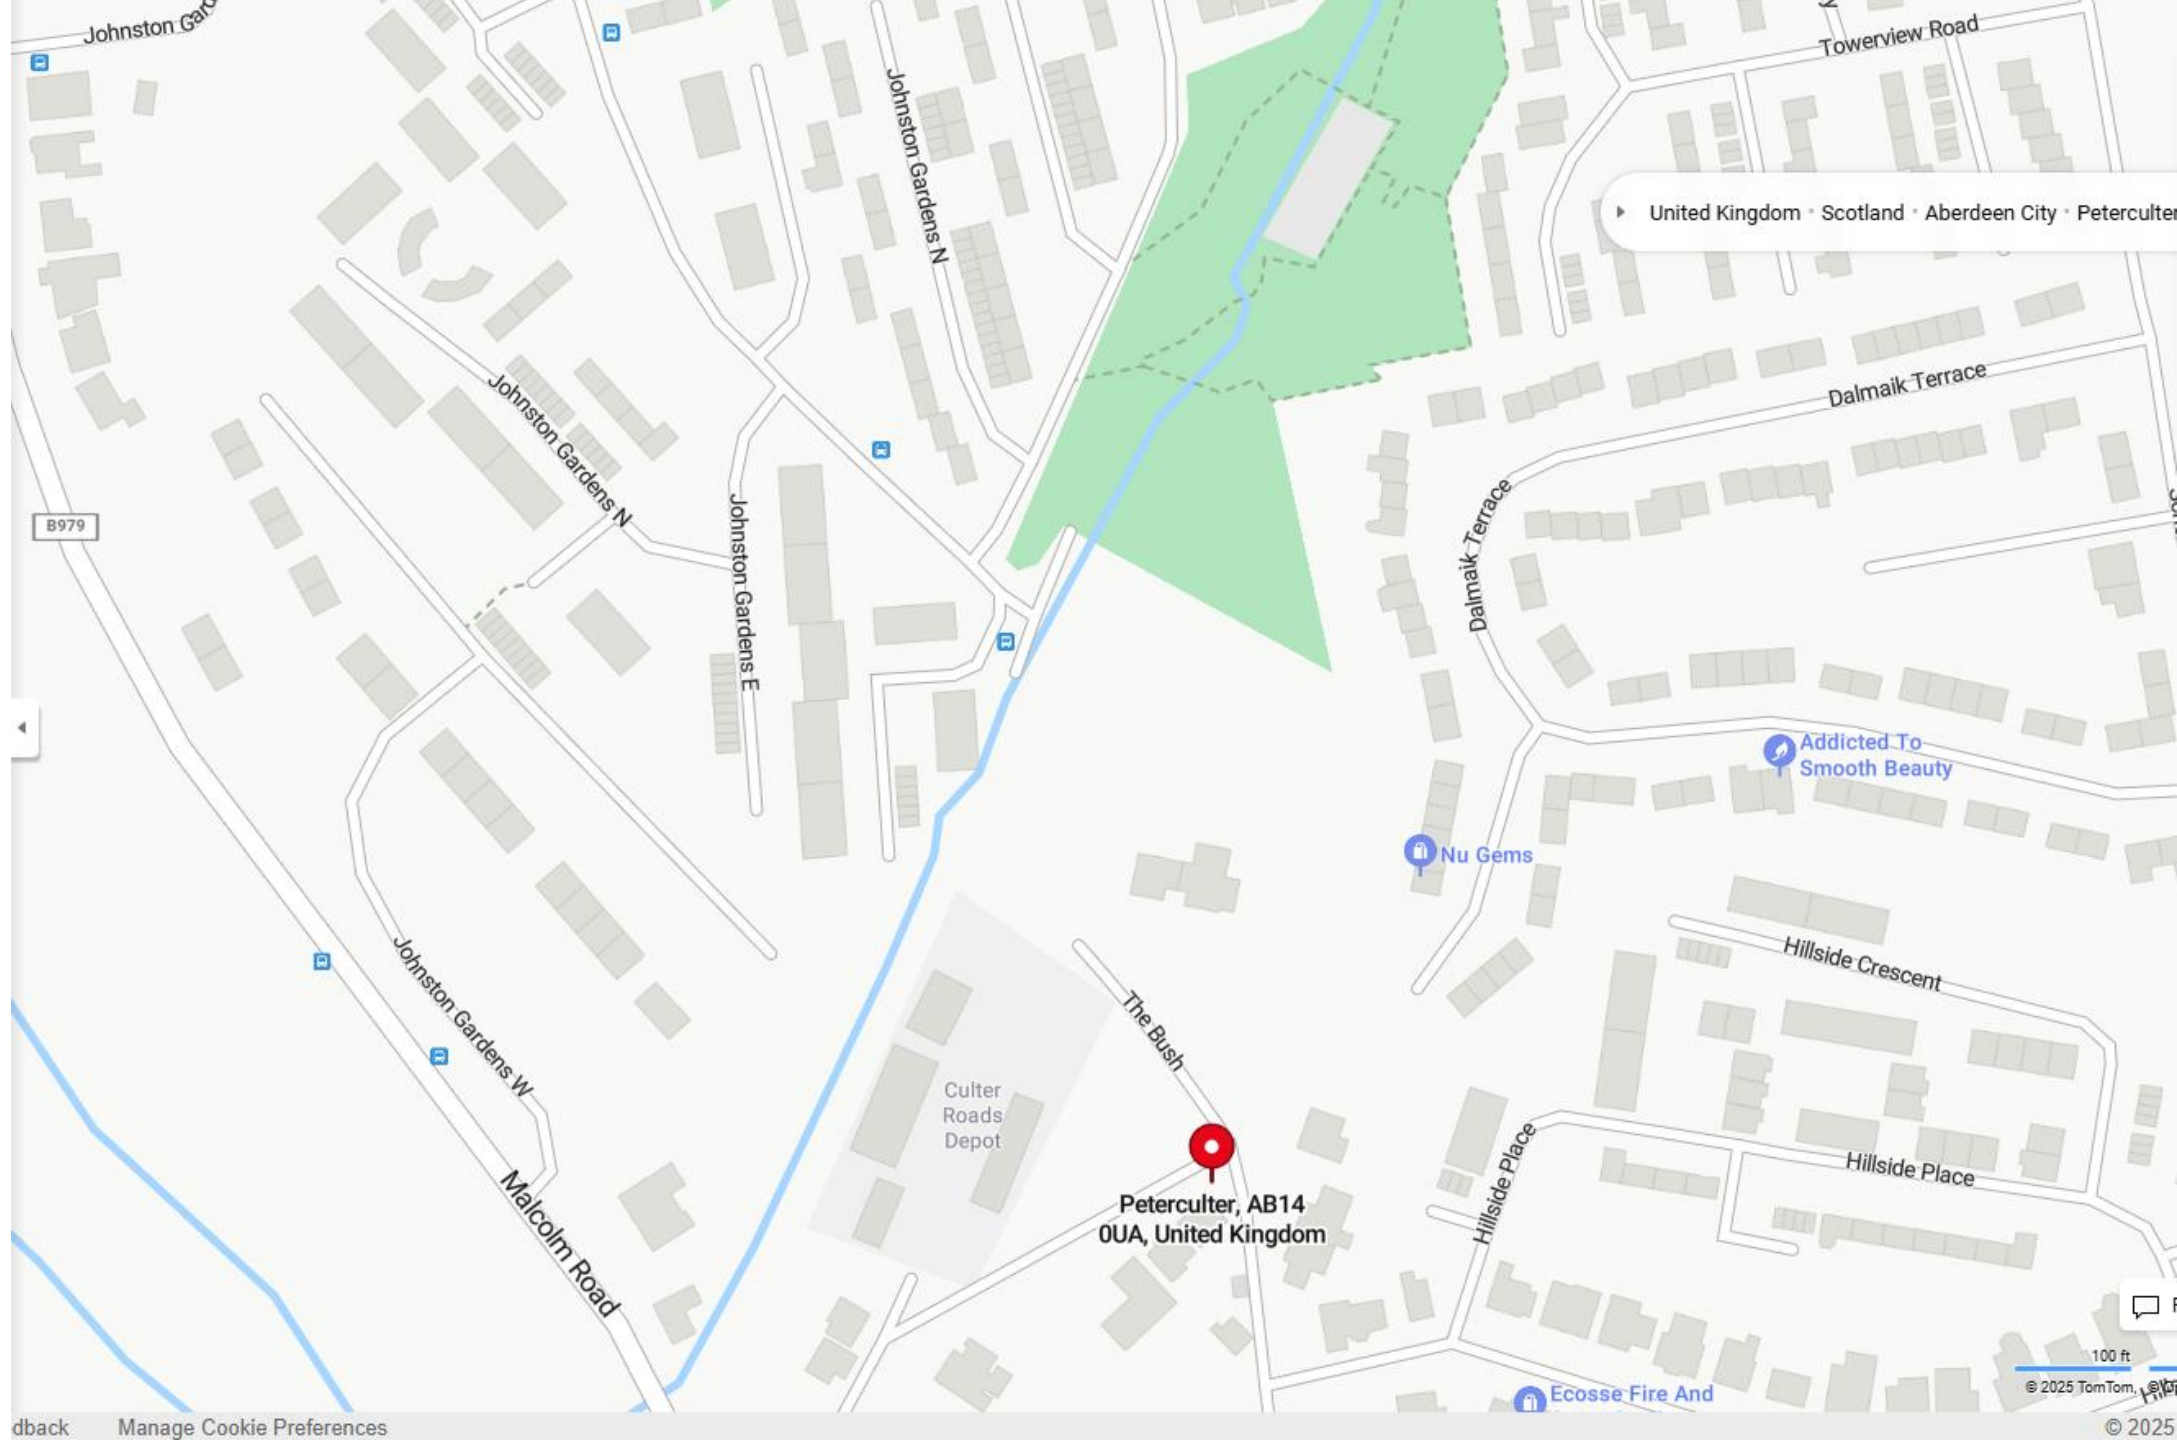 Johnston Gard
Towerview Road
Johnston Gardens N
United Kingdom · Scotland · Aberdeen City · Peterculter
Dalmaik Terrace
Johnston Gardens N
B979
Johnston Gardens E
Dalmaik Terrace
Addicted To
Smooth Beauty
Nu Gems
Hillside Crescent
The Bush
Johnston Gardens W
Culter
Roads
Depot
Hillside Place
Hillside Place
Malcolm Road
Peterculter, AB14
0UA, United Kingdom
100 ft
© 2025 TomTom,
Ecosse Fire And
dback
Manage Cookie Preferences
© 2025